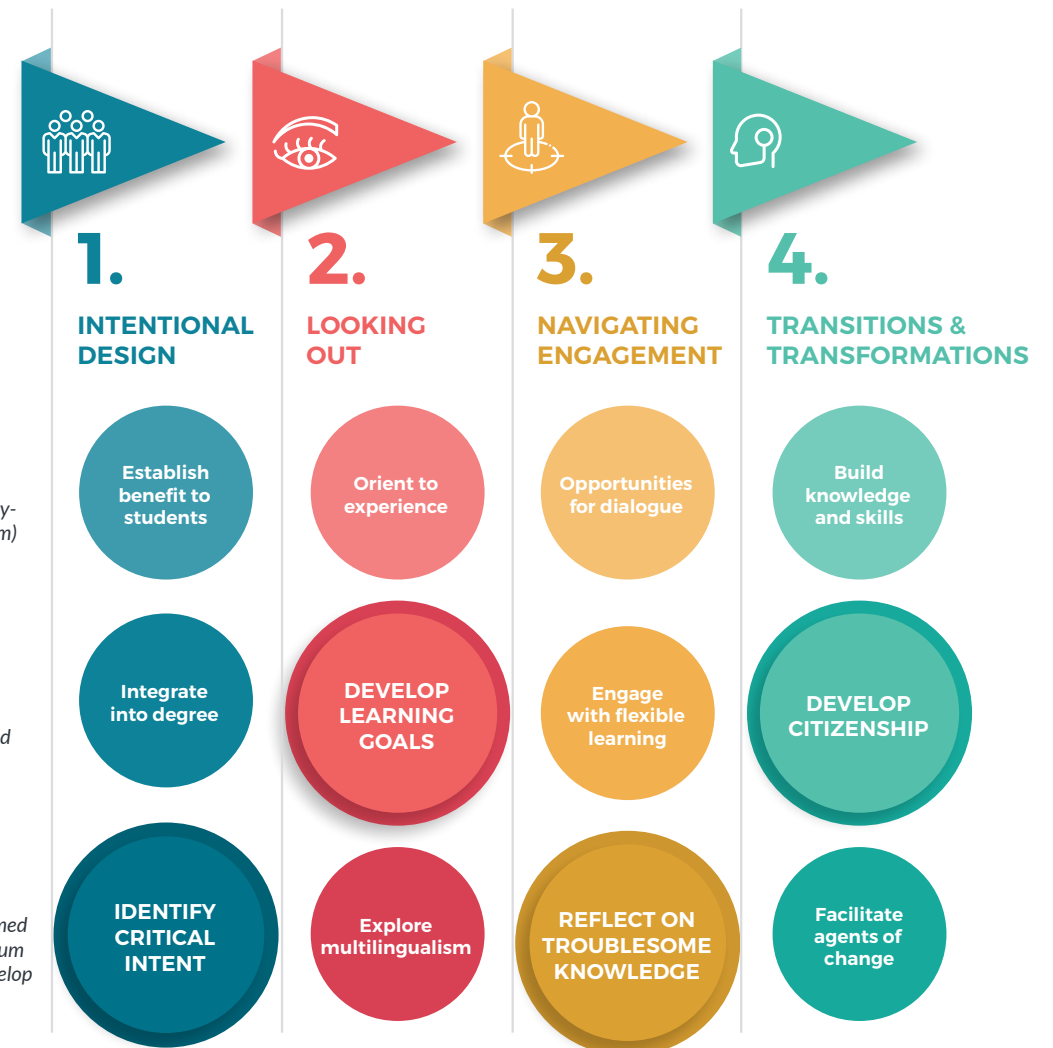 1.
INTENTIONAL
DESIGN
Establish
benefit to
students
Integrate
into degree
IDENTIFY
CRITICAL
INTENT
2.
LOOKING
OUT
Orient to
experience
DEVELOP
LEARNING
GOALS
Explore
multilingualism
3.
NAVIGATING
ENGAGEMENT
Opportunities
for dialogue
Engage
with flexible
learning
REFLECT ON
TROUBLESOME
KNOWLEDGE
4.
TRANSITIONS &
TRANSFORMATIONS
Build
knowledge
and skills
DEVELOP
CITIZENSHIP
Facilitate
agents of
change